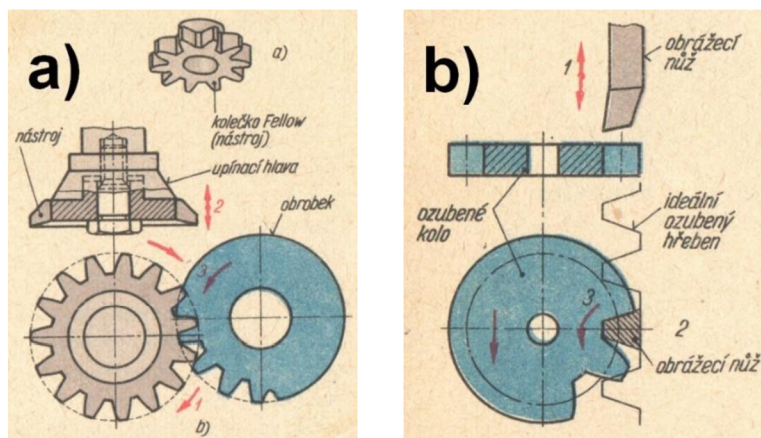 a)
a)
kolečko Fellow
(nástroj)
nástroj
upínací hlava
2
obrobek
3
1
b)
b)
1
obrážecí
nůž
ozubené
kolo
ideální
ozubený
hřeben
3
2
obrážecí nůž